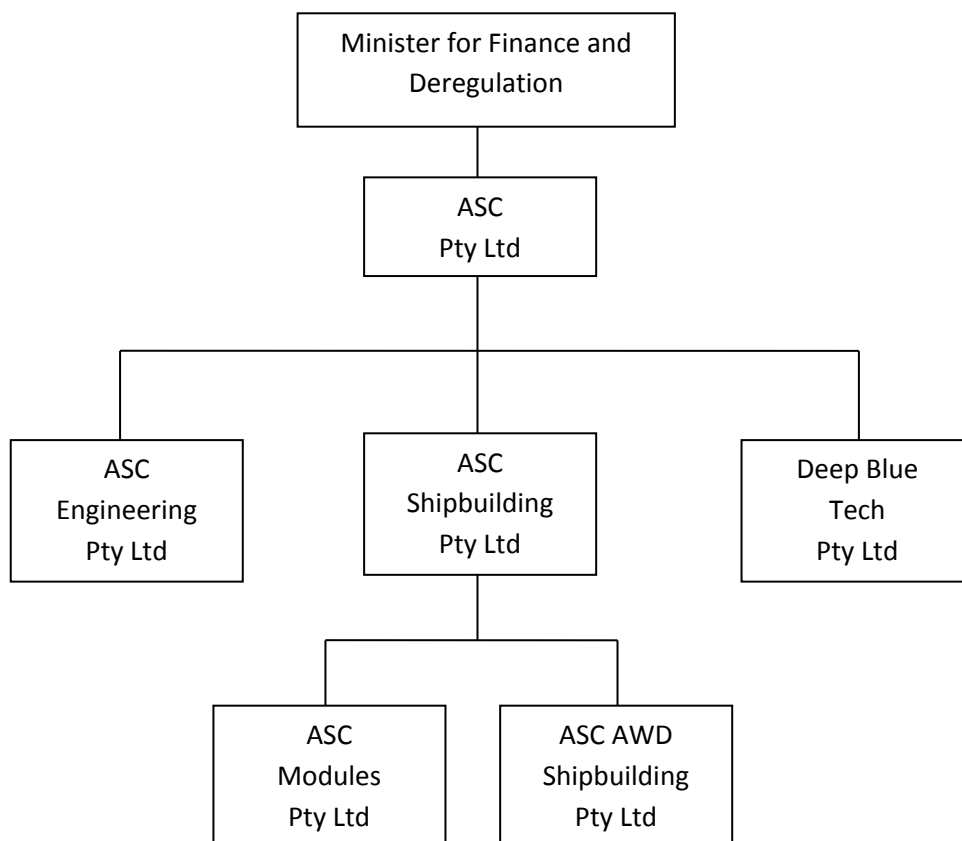 Minister for Finance and
Deregulation
ASC
Pty Ltd
ASC
Engineering
Pty Ltd
ASC
Shipbuilding
Pty Ltd
Deep Blue
Tech
Pty Ltd
ASC
Modules
Pty Ltd
ASC AWD
Shipbuilding
Pty Ltd